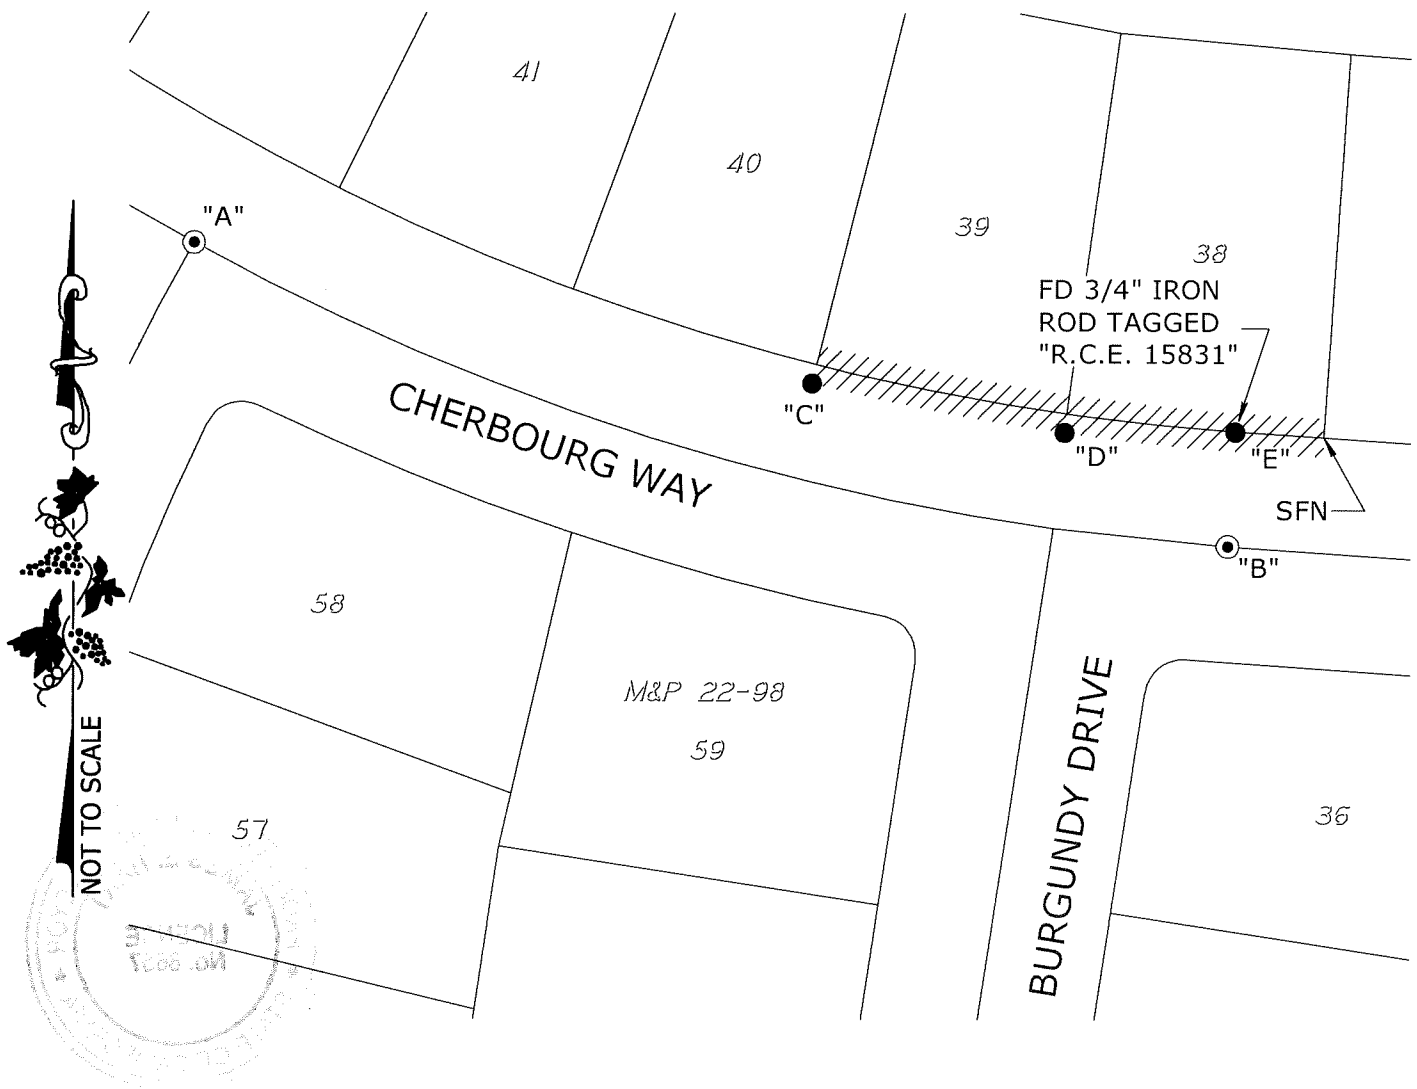 41
40
"A"
39
38
FD 3/4" IRON
ROD TAGGED
"R.C.E. 15831"
"C"
"D"
"E"
CHERBOURG WAY
SFN
"B"
58
M&P 22-98
59
BURGUNDY DRIVE
NOT TO SCALE
57
36
LICENSE